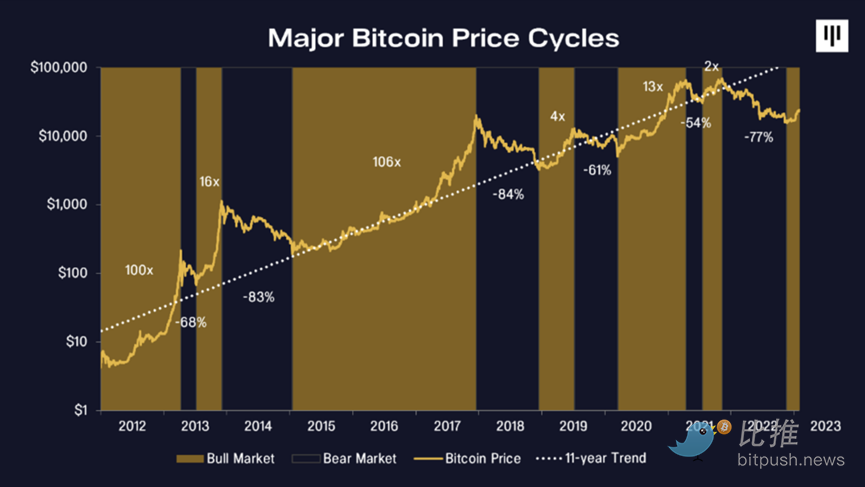 Major Bitcoin Price Cycles
$100,000
$10,000
$1,000
$100
$10
$1
100x
-68%
16x
-83%
106x
-84%
4x
-61%
13x
-54%
2x
-77%
2012 2013 2014 2015 2016 2017 2018 2019 2020 2021 2022 2023
Bull Market Bear Market Bitcoin Price 11-year Trend
比推
bitpush.news